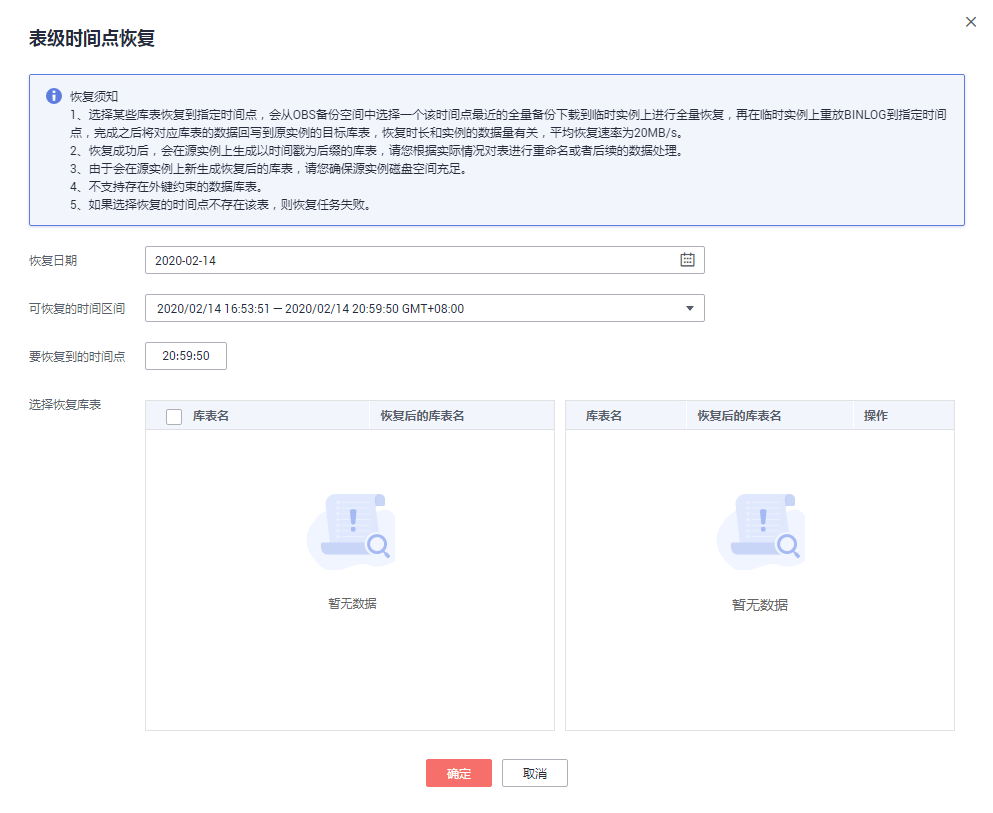 表级时间点恢复
恢复须知
1、选择某些库表恢复到指定时间点，会从OBS备份空间中选择一个该时间点最近的全量备份下载到临时实例上进行全量恢复，再在临时实例上重放BINLOG到指定时间
点，完成之后将对应库表的数据回写到原实例的目标库表，恢复时长和实例的数据量有关，平均恢复速率为20MB/s。
2、恢复成功后，会在源实例上生成以时间戳为后缀的库表，请您根据实际情况对表进行重命名或者后续的数据处理。
3、由于会在源实例上新生成恢复后的库表，请您确保源实例磁盘空间充足。
4、不支持存在外键约束的数据库表。
5、如果选择恢复的时间点不存在该表，则恢复任务失败。
恢复日期 2020-02-14
可恢复的时间区间 2020/02/14 16:53:51 — 2020/02/14 20:59:50 GMT+08:00
要恢复到的时间点 20:59:50
选择恢复库表
库表名 恢复后的库表名 库表名 恢复后的库表名 操作
暂无数据 暂无数据
确定 取消